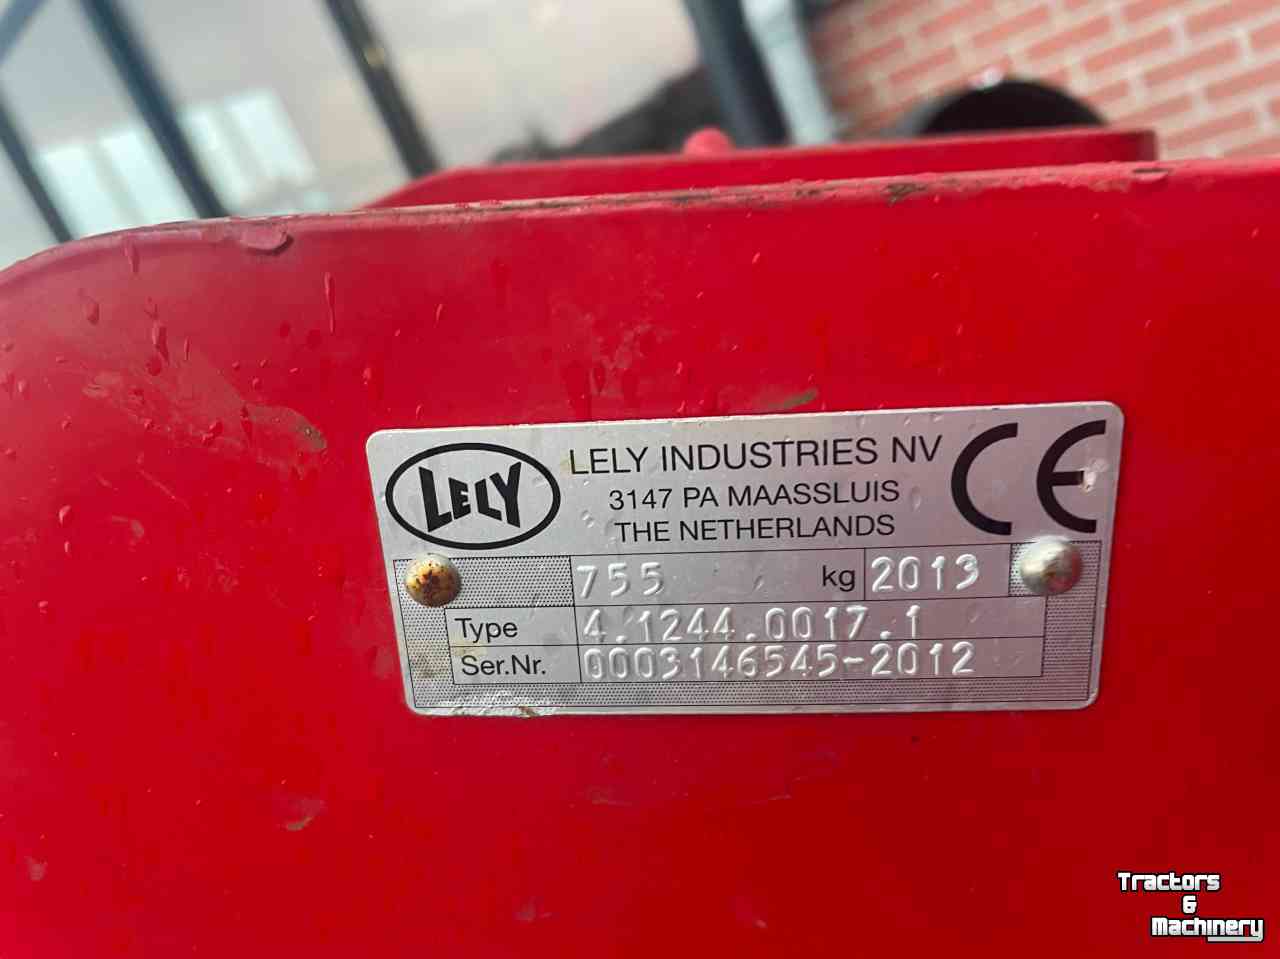 LELY
LELY INDUSTRIES NV
3147 PA MAASSLUIS
THE NETHERLANDS
CE
755 kg 2013
Type 4.1244.0017.1
Ser.Nr. 0003146545-2012
Tractors
&
Machinery